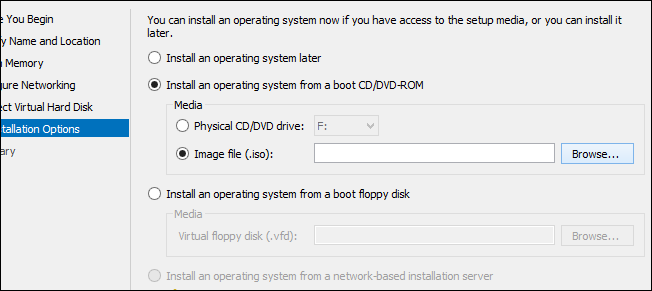 You can install an operating system now if you have access to the setup media, or you can install it
later.
e You Begin
fy Name and Location
n Memory
gure Networking
ect Virtual Hard Disk
tallation Options
ary
Install an operating system later
Install an operating system from a boot CD/DVD-ROM
Media
Physical CD/DVD drive: F:
Image file (.iso): Browse...
Install an operating system from a boot floppy disk
Media
Virtual floppy disk (.vfd): Browse...
Install an operating system from a network-based installation server